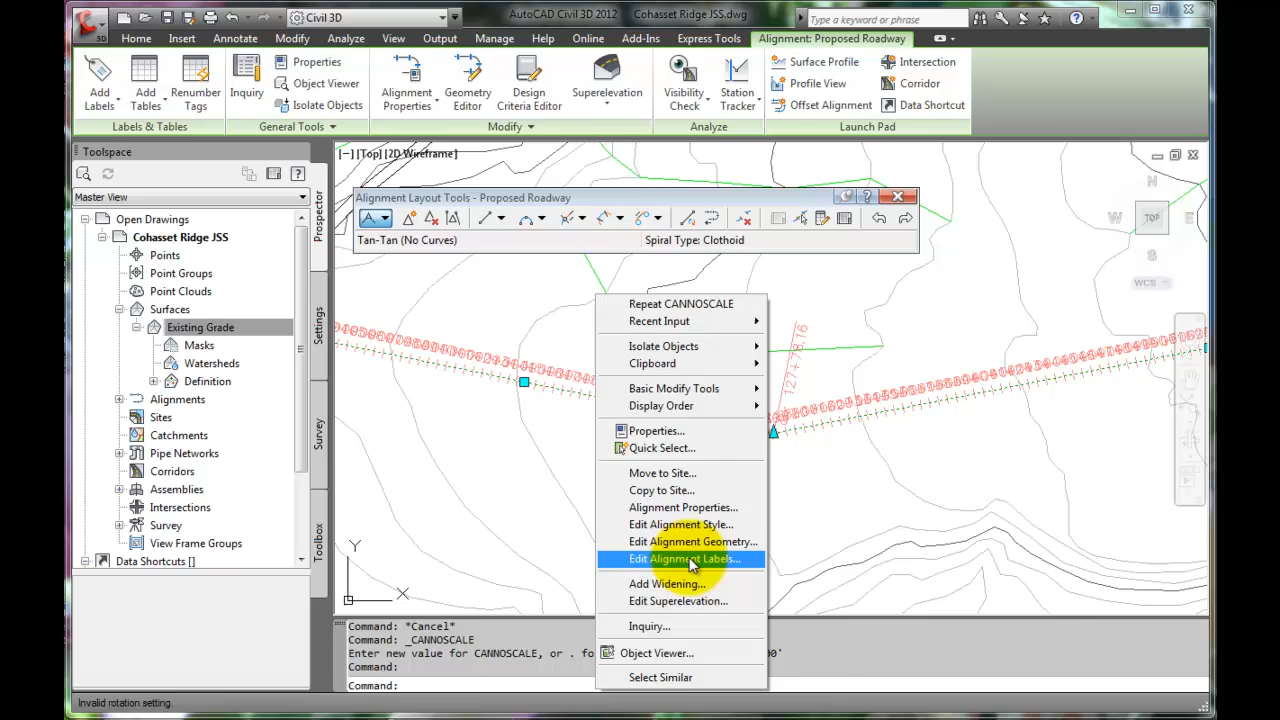 Civil 3D
AutoCAD Civil 3D 2012 Cohasset Ridge JSS.dwg
Type a keyword or phrase
3D
Home Insert Annotate Modify Analyze View Output Manage Help Online Add-Ins Express Tools Alignment: Proposed Roadway
Add Labels
Add Tables
Renumber Tags
Inquiry
Properties
Object Viewer
Isolate Objects
Alignment Properties
Geometry Editor
Design Criteria Editor
Superelevation
Visibility Check
Station Tracker
Surface Profile
Profile View
Offset Alignment
Intersection
Corridor
Data Shortcut
Labels & Tables
General Tools
Modify
Analyze
Launch Pad
Toolspace
Master View
Open Drawings
Cohasset Ridge JSS
Points
Point Groups
Point Clouds
Surfaces
Existing Grade
Masks
Watersheds
Definition
Alignments
Sites
Catchments
Pipe Networks
Corridors
Assemblies
Intersections
Survey
View Frame Groups
Data Shortcuts []
Prospector
Settings
Survey
Toolbox
[−] [Top] [2D Wireframe]
Alignment Layout Tools - Proposed Roadway
Tan-Tan (No Curves)
Spiral Type: Clothoid
N
W
TOP
E
S
WCS
127+78.16
Repeat CANNOSCALE
Recent Input
Isolate Objects
Clipboard
Basic Modify Tools
Display Order
Properties...
Quick Select...
Move to Site...
Copy to Site...
Alignment Properties...
Edit Alignment Style...
Edit Alignment Geometry...
Edit Alignment Labels...
Add Widening...
Edit Superelevation...
Inquiry...
Object Viewer...
Select Similar
Y
X
Command: *Cancel*
Command: _CANNOSCALE
Enter new value for CANNOSCALE, or . fo
00'
Command:
Command:
Invalid rotation setting.